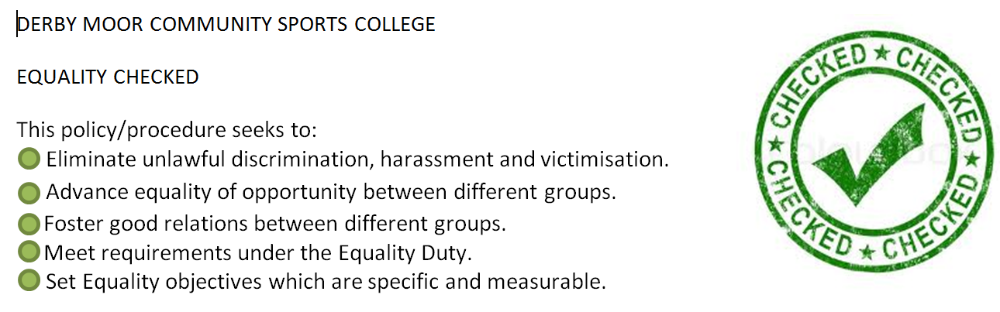 DERBY MOOR COMMUNITY SPORTS COLLEGE
EQUALITY CHECKED
This policy/procedure seeks to:
Eliminate unlawful discrimination, harassment and victimisation.
Advance equality of opportunity between different groups.
Foster good relations between different groups.
Meet requirements under the Equality Duty.
Set Equality objectives which are specific and measurable.
CHECKED ★ CHECKED ★ CHECKED ★ CHECKED ★